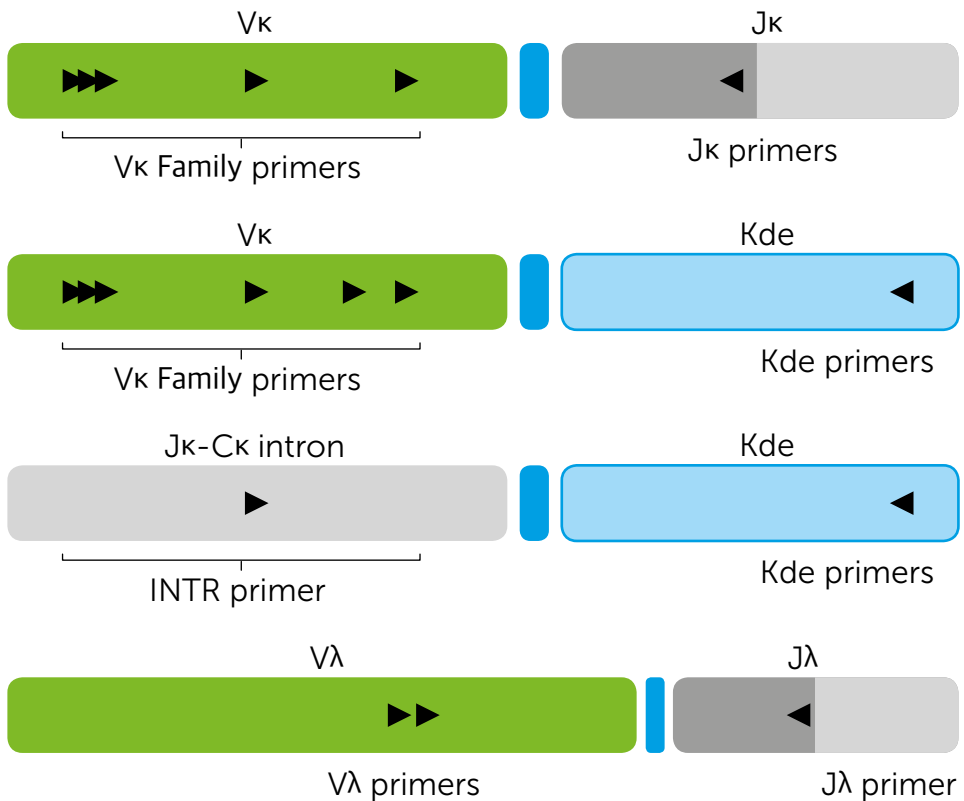 Vκ Jκ
Vκ Family primers Jκ primers
Vκ Kde
Vκ Family primers Kde primers
Jκ-Cκ intron Kde
INTR primer Kde primers
Vλ Jλ
Vλ primers Jλ primer